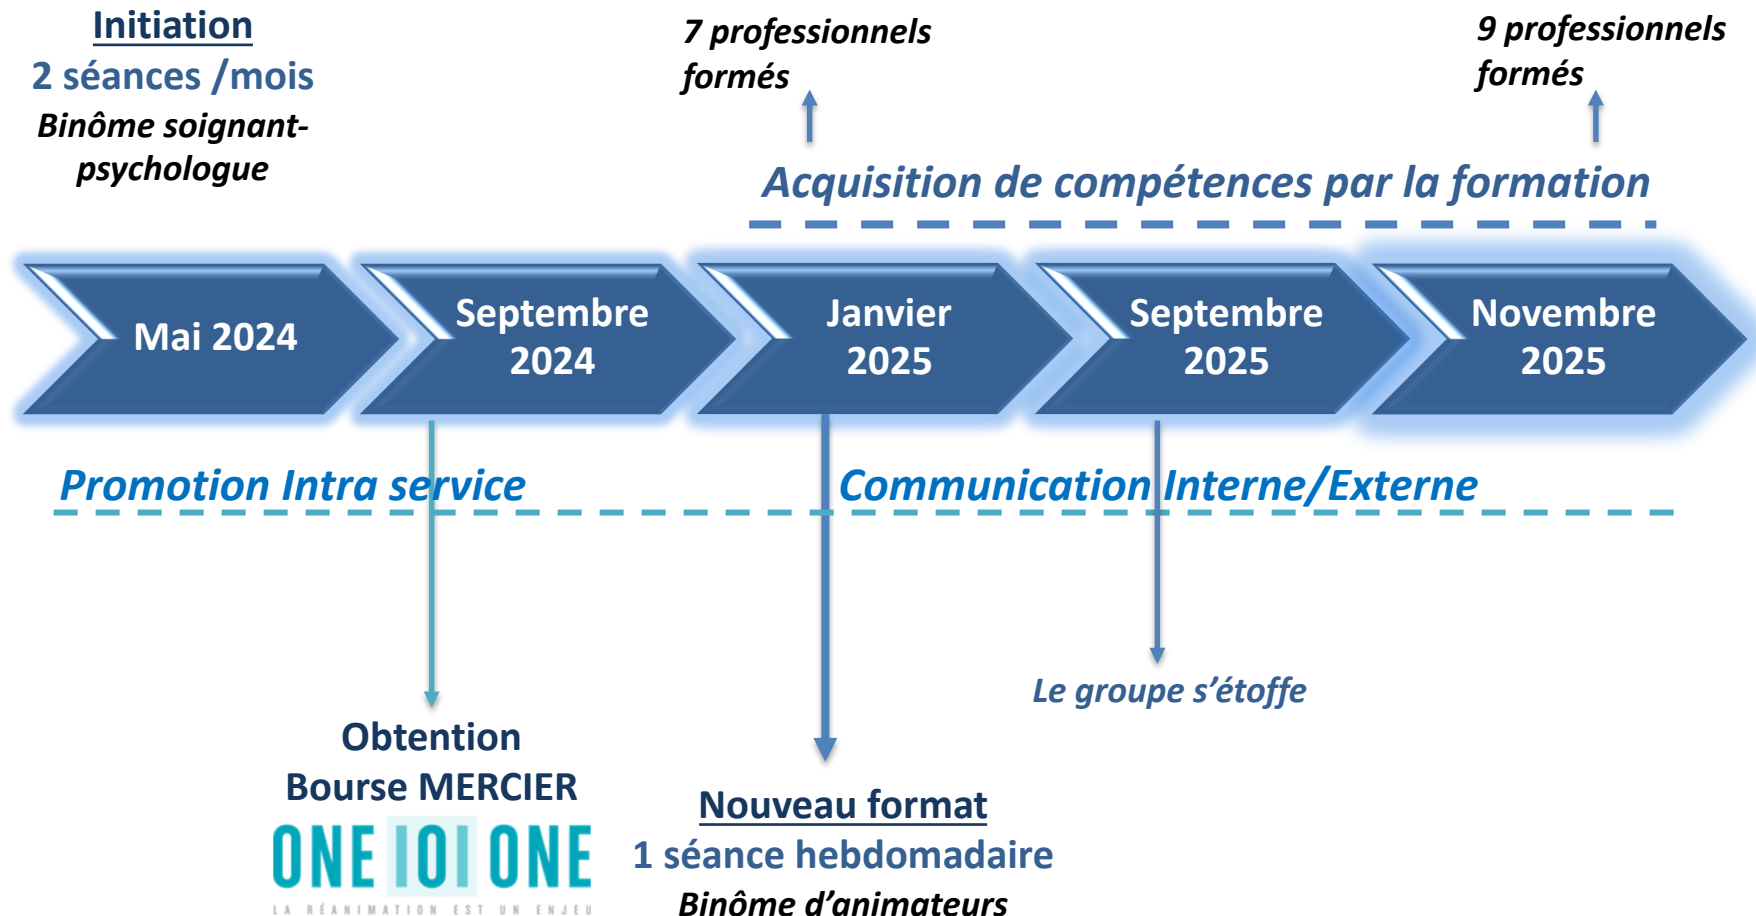 Initiation
2 séances /mois
Binôme soignant-
psychologue
7 professionnels
formés
9 professionnels
formés
Acquisition de compétences par la formation
Mai 2024
Septembre
2024
Janvier
2025
Septembre
2025
Novembre
2025
Promotion Intra service
Communication Interne/Externe
Le groupe s’étoffe
Obtention
Bourse MERCIER
ONE IOI ONE
LA RÉANIMATION EST UN ENJEU
Nouveau format
1 séance hebdomadaire
Binôme d’animateurs